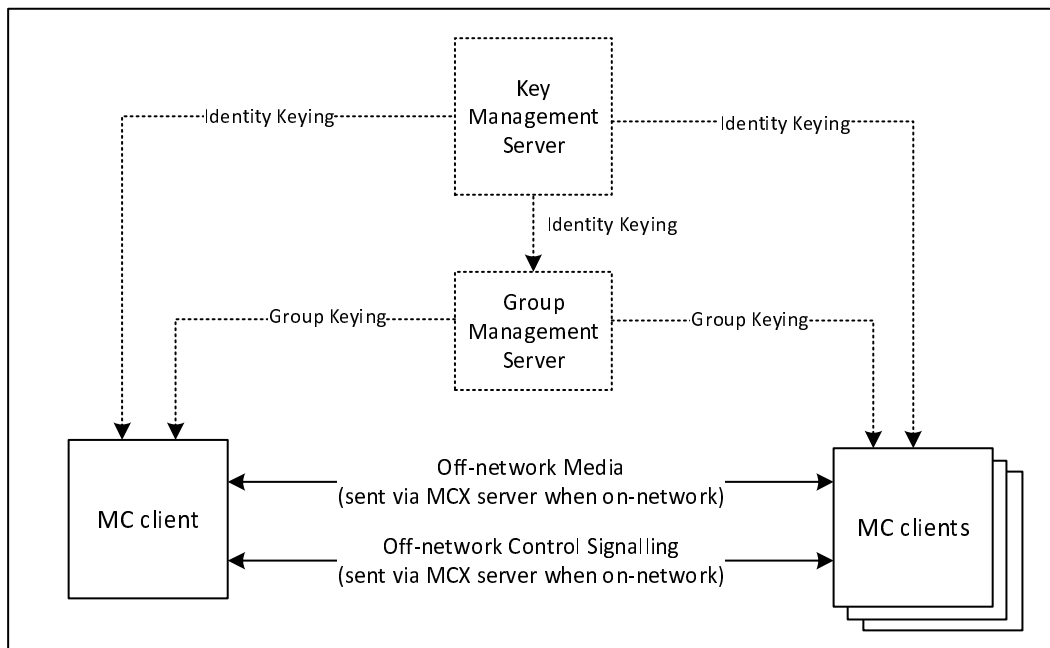 Key
Management
Server
Identity Keying
Identity Keying
Identity Keying
Group
Management
Server
Group Keying
Group Keying
Off-network Media
(sent via MCX server when on-network)
MC client
MC clients
Off-network Control Signalling
(sent via MCX server when on-network)